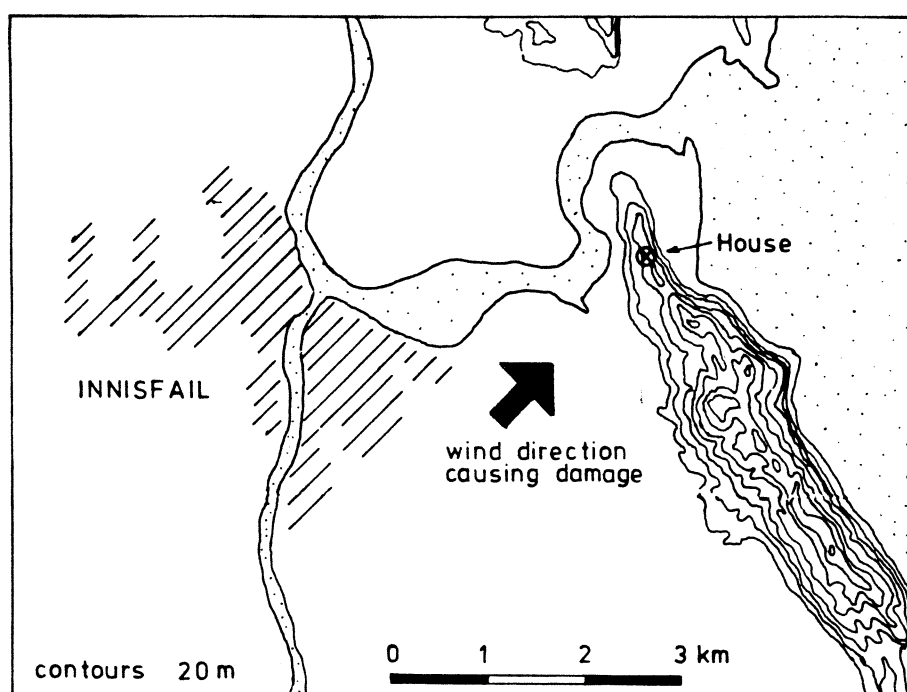 House
INNISFAIL
wind direction
causing damage
contours 20 m
0 1 2 3 km